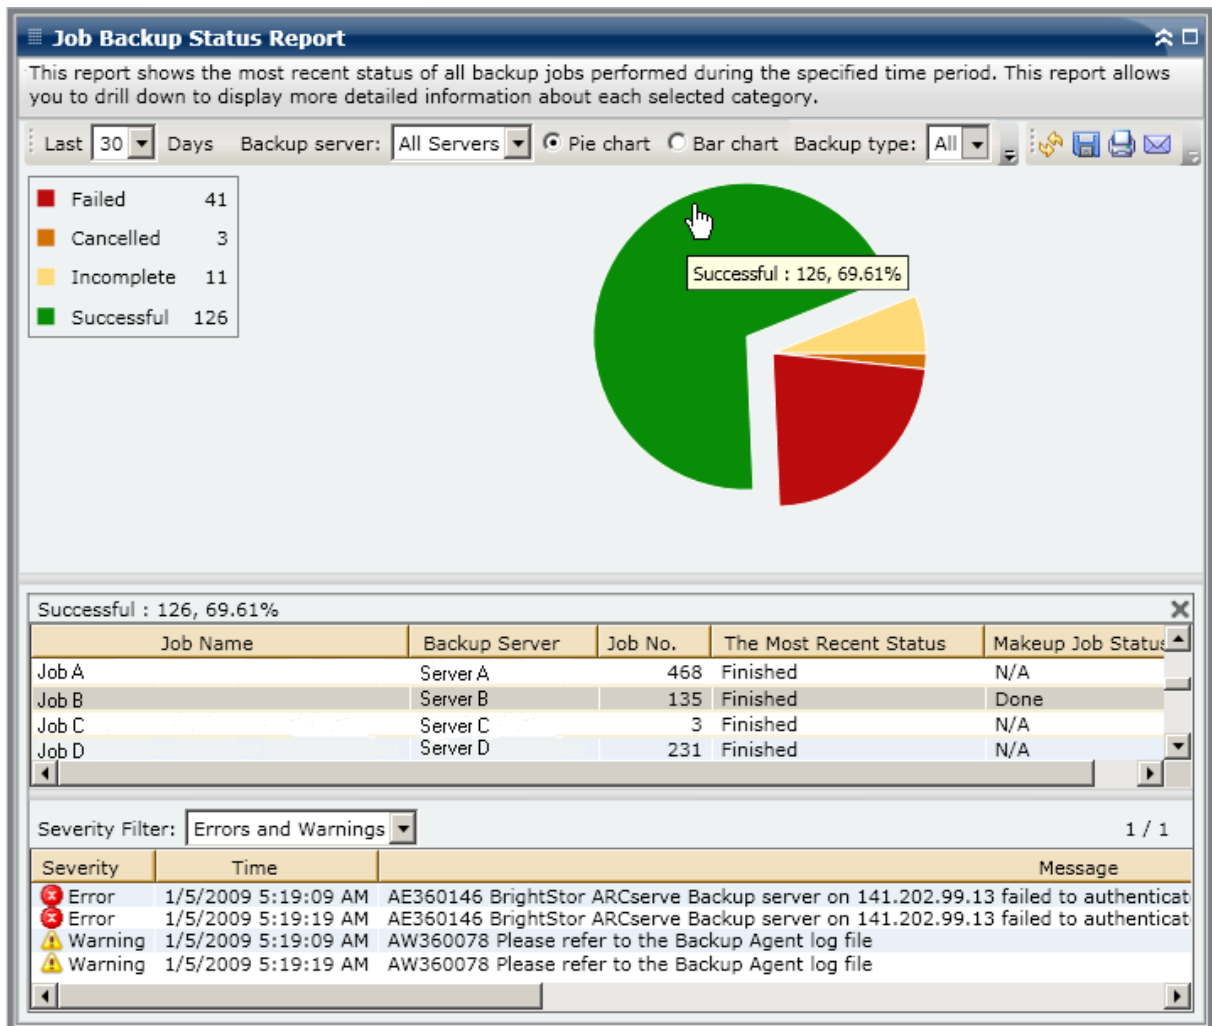 Job Backup Status Report
This report shows the most recent status of all backup jobs performed during the specified time period. This report allows
you to drill down to display more detailed information about each selected category.
Last 30 Days Backup server: All Servers Pie chart Bar chart Backup type: All
Failed 41
Cancelled 3
Incomplete 11
Successful 126
Successful : 126, 69.61%
Successful : 126, 69.61%
Job Name Backup Server Job No. The Most Recent Status Makeup Job Status
Job A Server A 468 Finished N/A
Job B Server B 135 Finished Done
Job C Server C 3 Finished N/A
Job D Server D 231 Finished N/A
Severity Filter: Errors and Warnings 1 / 1
Severity Time Message
Error 1/5/2009 5:19:09 AM AE360146 BrightStor ARCserve Backup server on 141.202.99.13 failed to authenticat
Error 1/5/2009 5:19:19 AM AE360146 BrightStor ARCserve Backup server on 141.202.99.13 failed to authenticat
Warning 1/5/2009 5:19:09 AM AW360078 Please refer to the Backup Agent log file
Warning 1/5/2009 5:19:19 AM AW360078 Please refer to the Backup Agent log file